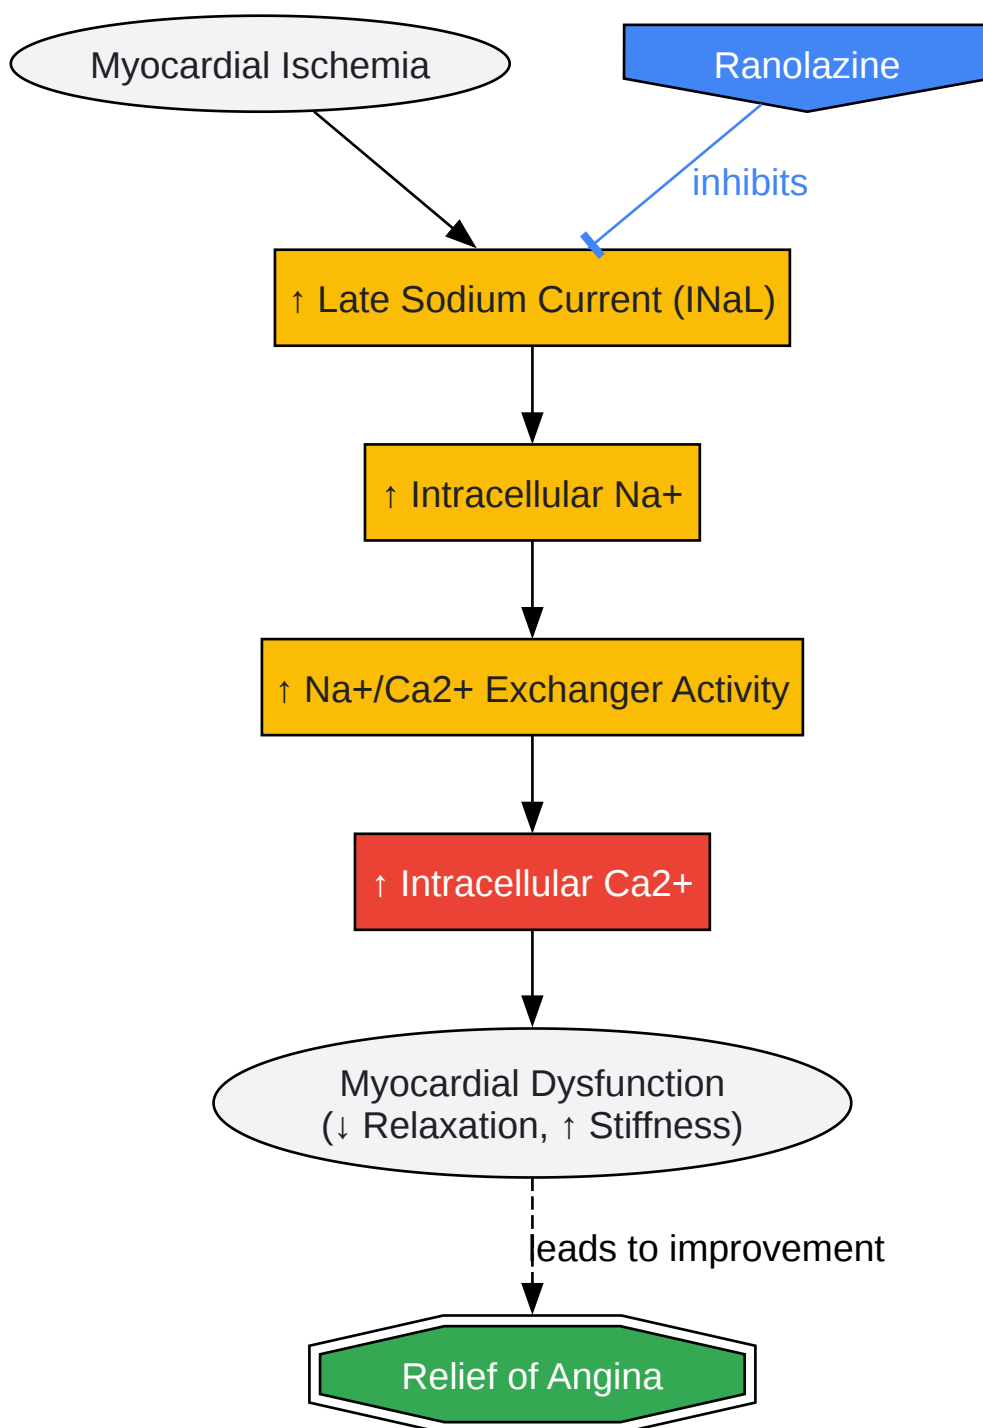 Myocardial Ischemia
Ranolazine
inhibits
↑ Late Sodium Current (INaL)
↑ Intracellular Na+
↑ Na+/Ca2+ Exchanger Activity
↑ Intracellular Ca2+
Myocardial Dysfunction
(↓ Relaxation, ↑ Stiffness)
leads to improvement
Relief of Angina